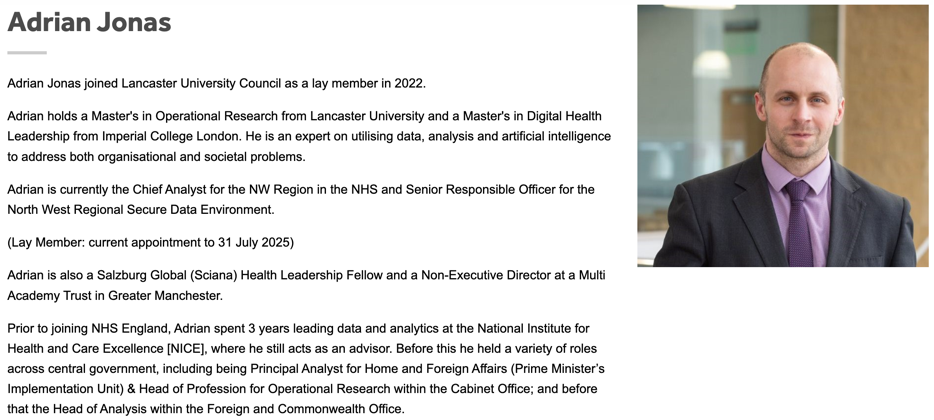 Adrian Jonas
Adrian Jonas joined Lancaster University Council as a lay member in 2022.
Adrian holds a Master's in Operational Research from Lancaster University and a Master's in Digital Health
Leadership from Imperial College London. He is an expert on utilising data, analysis and artificial intelligence
to address both organisational and societal problems.
Adrian is currently the Chief Analyst for the NW Region in the NHS and Senior Responsible Officer for the
North West Regional Secure Data Environment.
(Lay Member: current appointment to 31 July 2025)
Adrian is also a Salzburg Global (Sciana) Health Leadership Fellow and a Non-Executive Director at a Multi
Academy Trust in Greater Manchester.
Prior to joining NHS England, Adrian spent 3 years leading data and analytics at the National Institute for
Health and Care Excellence [NICE], where he still acts as an advisor. Before this he held a variety of roles
across central government, including being Principal Analyst for Home and Foreign Affairs (Prime Minister’s
Implementation Unit) & Head of Profession for Operational Research within the Cabinet Office; and before
that the Head of Analysis within the Foreign and Commonwealth Office.